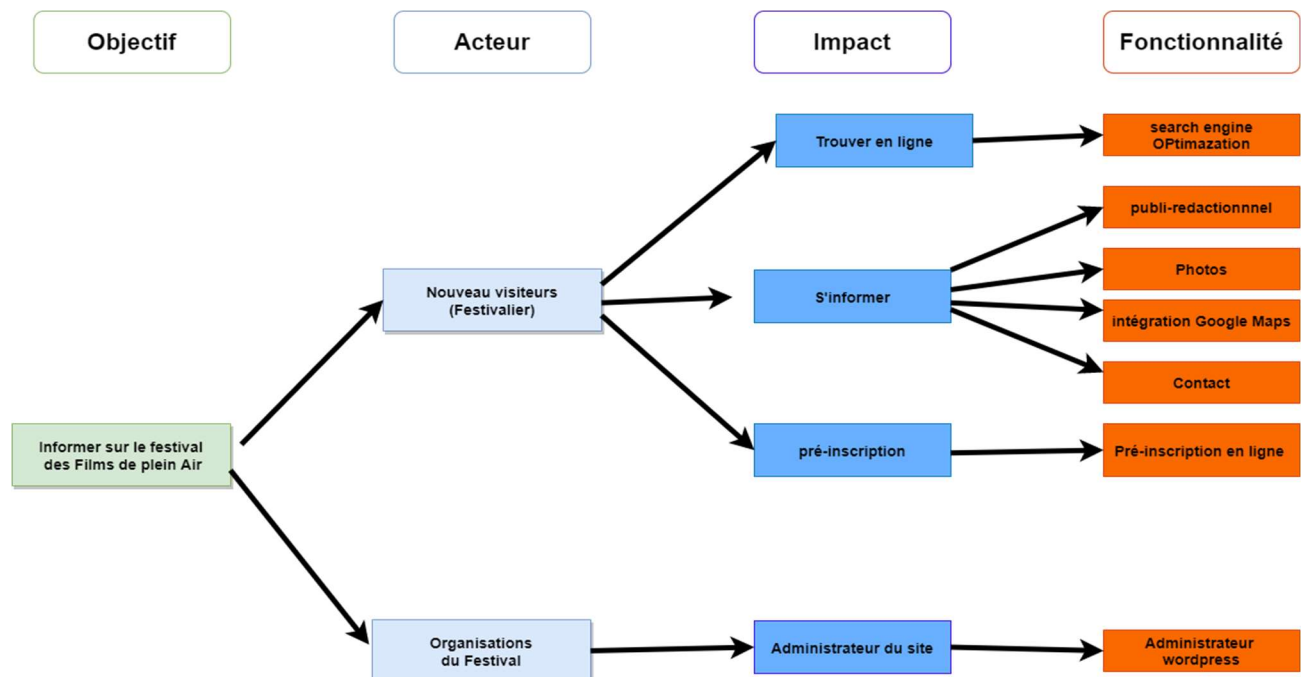 Objectif
Acteur
Impact
Fonctionnalité
Trouver en ligne
search engine
OPtimazation
publi-redactionnnel
Nouveau visiteurs
(Festivalier)
S'informer
Photos
intégration Google Maps
Contact
Informer sur le festival
des Films de plein Air
pré-inscription
Pré-inscription en ligne
Organisations
du Festival
Administrateur du site
Administrateur
wordpress